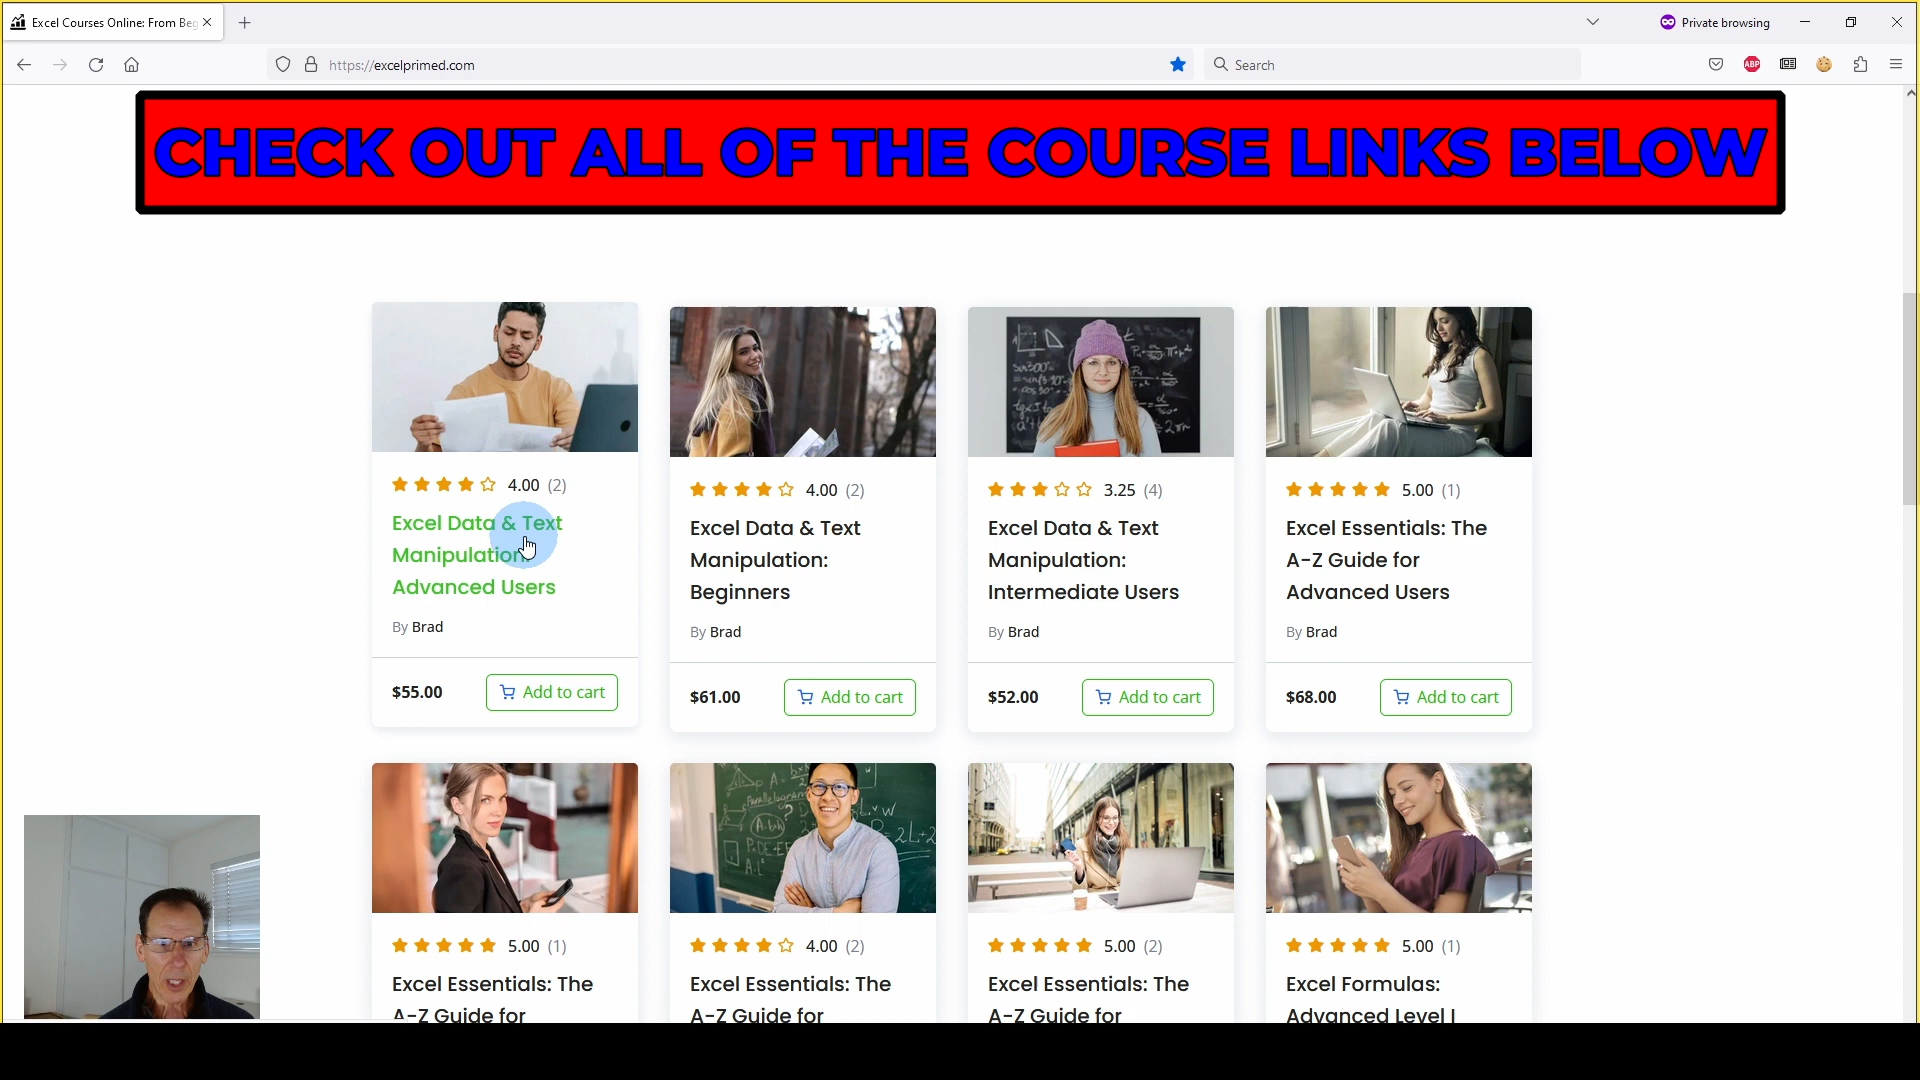 Excel Courses Online: From Beg
Private browsing
https://excelprimed.com
Search
ABP
CHECK OUT ALL OF THE COURSE LINKS BELOW
4.00 (2)
Excel Data & Text
Manipulation:
Advanced Users
By Brad
$55.00
Add to cart
4.00 (2)
Excel Data & Text
Manipulation:
Beginners
By Brad
$61.00
Add to cart
3.25 (4)
Excel Data & Text
Manipulation:
Intermediate Users
By Brad
$52.00
Add to cart
5.00 (1)
Excel Essentials: The
A-Z Guide for
Advanced Users
By Brad
$68.00
Add to cart
5.00 (1)
Excel Essentials: The
A-Z Guide for
4.00 (2)
Excel Essentials: The
A-Z Guide for
5.00 (2)
Excel Essentials: The
A-Z Guide for
5.00 (1)
Excel Formulas:
Advanced Level I